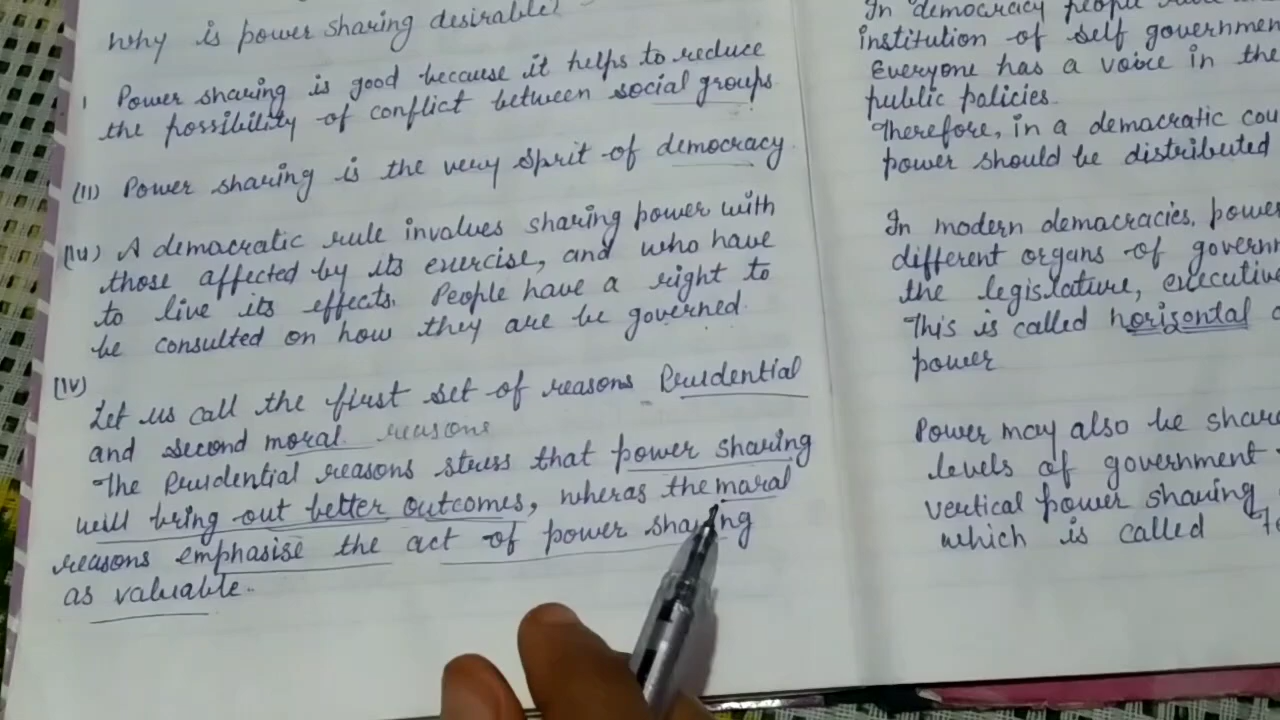 Why is power sharing desirable?
I Power sharing is good because it helps to reduce
the possibility of conflict between social groups
(II) Power sharing is the very sprit of democracy.
(III) A democratic rule involves sharing power with
those affected by its exercise, and who have
to live its effects. People have a right to
be consulted on how they are be governed.
(IV)
Let us call the first set of reasons Prudential
and second moral reasons
The Prudential reasons stress that power sharing
will bring out better outcomes, wheras the moral
reasons emphasise the act of power sharing
as valuable.
In democracy people
institution of self
Everyone has a voice in the
public policies.
Therefore, in a democratic
power should be distributed
In modern democracies, power
different organs of
the legislature,
This is called horizontal
power
Power may also be
levels of government
vertical power sharing
which is called